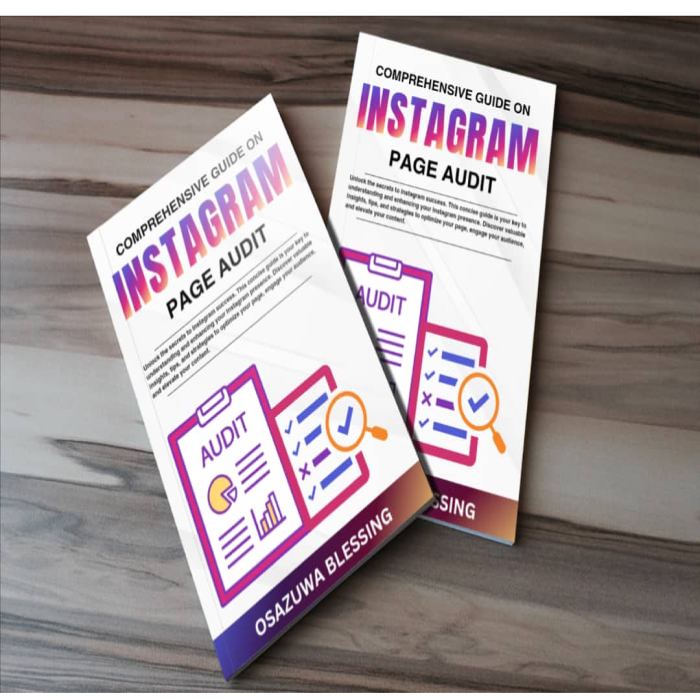 COMPREHENSIVE GUIDE ON
INSTAGRAM
PAGE AUDIT
Unlock the secrets to Instagram success. This concise guide is your key to
understanding and enhancing your Instagram presence. Discover valuable
insights, tips, and strategies to optimize your page, engage your audience,
and elevate your content.
AUDIT
OSAZUWA BLESSING
COMPREHENSIVE GUIDE ON
INSTAGRAM
PAGE AUDIT
Unlock the secrets to Instagram success. This concise guide is your key to
understanding and enhancing your Instagram presence. Discover valuable
insights, tips, and strategies to optimize your page, engage your audience,
and elevate your content.
AUDIT
SSING